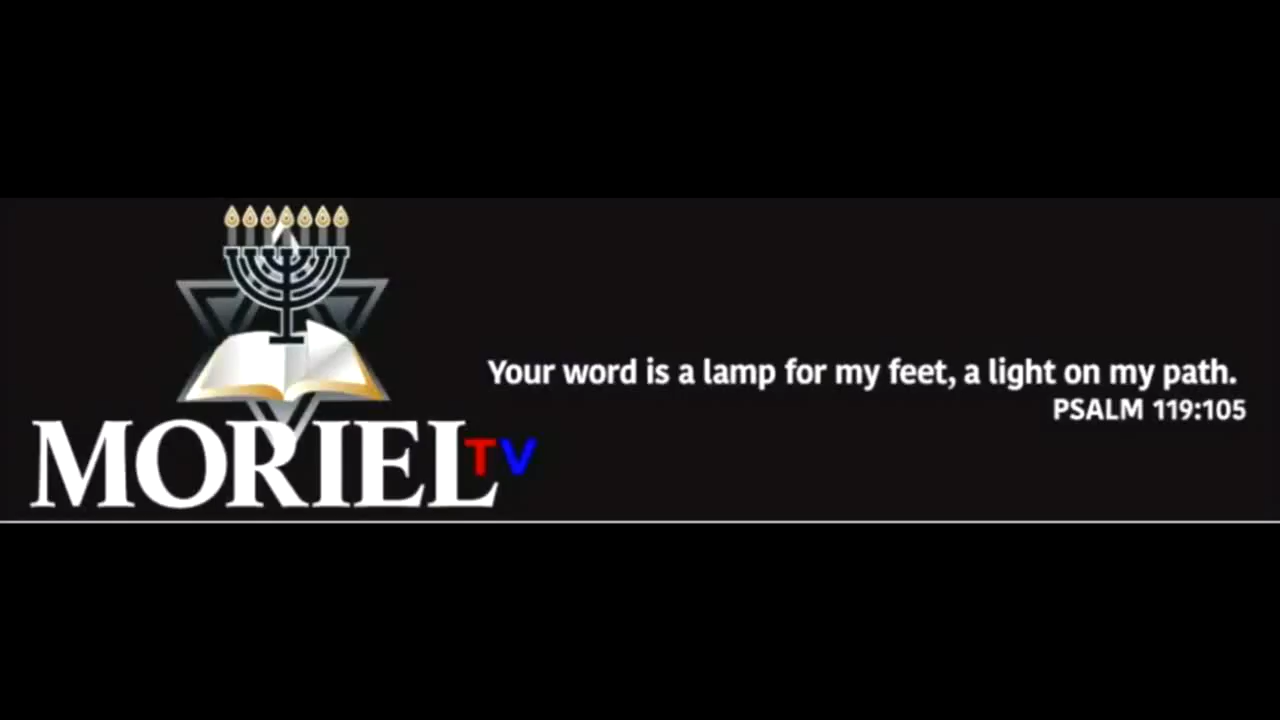 Your word is a lamp for my feet, a light on my path.
PSALM 119:105
MORIEL TV